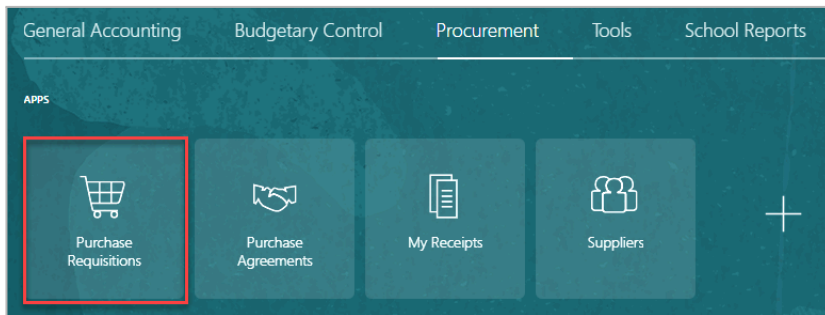 General Accounting Budgetary Control Procurement Tools School Reports
APPS
Purchase Requisitions
Purchase Agreements
My Receipts
Suppliers